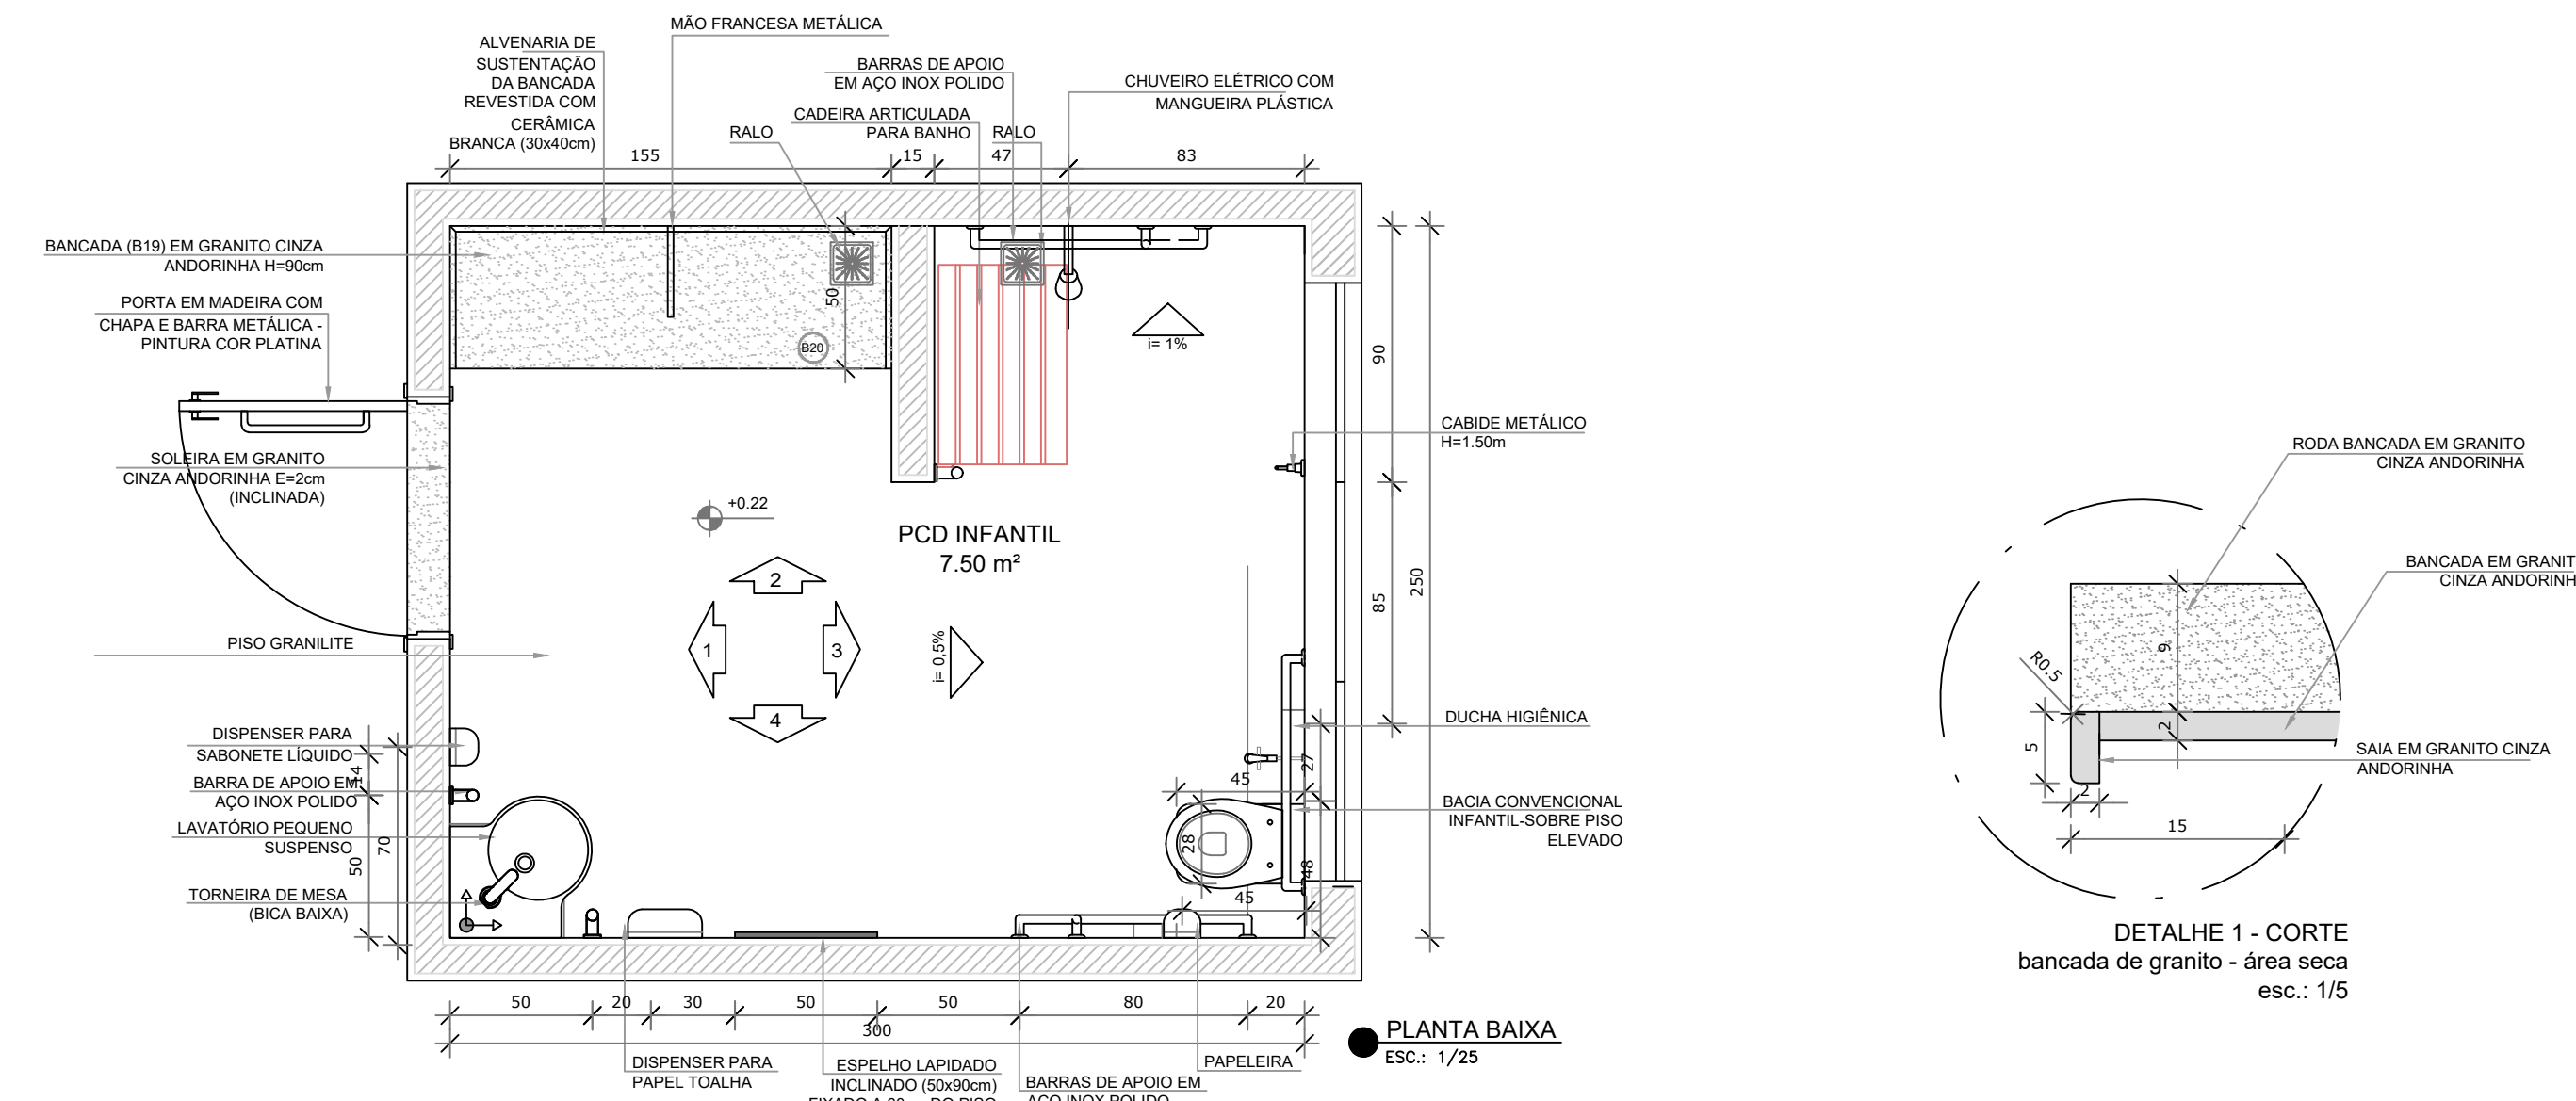 MÃO FRANCESA METÁLICA
ALVENARIA DE
SUSTENTAÇÃO
DA BANCADA
REVESTIDA COM
CERÂMICA
BRANCA (30x40cm)
BARRAS DE APOIO
EM AÇO INOX POLIDO
CHUVEIRO ELÉTRICO COM
MANGUEIRA PLÁSTICA
CADEIRA ARTICULADA
PARA BANHO
RALO
RALO
155
15
47
83
BANCADA (B19) EM GRANITO CINZA
ANDORINHA H=90cm
PORTA EM MADEIRA COM
CHAPA E BARRA METÁLICA -
PINTURA COR PLATINA
50
B20
i= 1%
90
CABIDE METÁLICO
H=1.50m
SOLEIRA EM GRANITO
CINZA ANDORINHA E=2cm
(INCLINADA)
+0.22
PCD INFANTIL
7.50 m²
2
1
3
4
i= 0,5%
85
250
PISO GRANILITE
DISPENSER PARA
SABONETE LÍQUIDO
14
BARRA DE APOIO EM
AÇO INOX POLIDO
LAVATÓRIO PEQUENO
SUSPENSO
70
50
TORNEIRA DE MESA
(BICA BAIXA)
DUCHA HIGIÊNICA
27
45
BACIA CONVENCIONAL
INFANTIL-SOBRE PISO
ELEVADO
28
48
45
50
20
30
50
50
80
20
300
PLANTA BAIXA
ESC.: 1/25
DISPENSER PARA
PAPEL TOALHA
ESPELHO LAPIDADO
INCLINADO (50x90cm)
PAPELEIRA
BARRAS DE APOIO EM
AÇO INOX POLIDO
RODA BANCADA EM GRANITO
CINZA ANDORINHA
BANCADA EM GRANIT
CINZA ANDORINH
9
R0.5
2
5
SAIA EM GRANITO CINZA
ANDORINHA
2
15
DETALHE 1 - CORTE
bancada de granito - área seca
esc.: 1/5